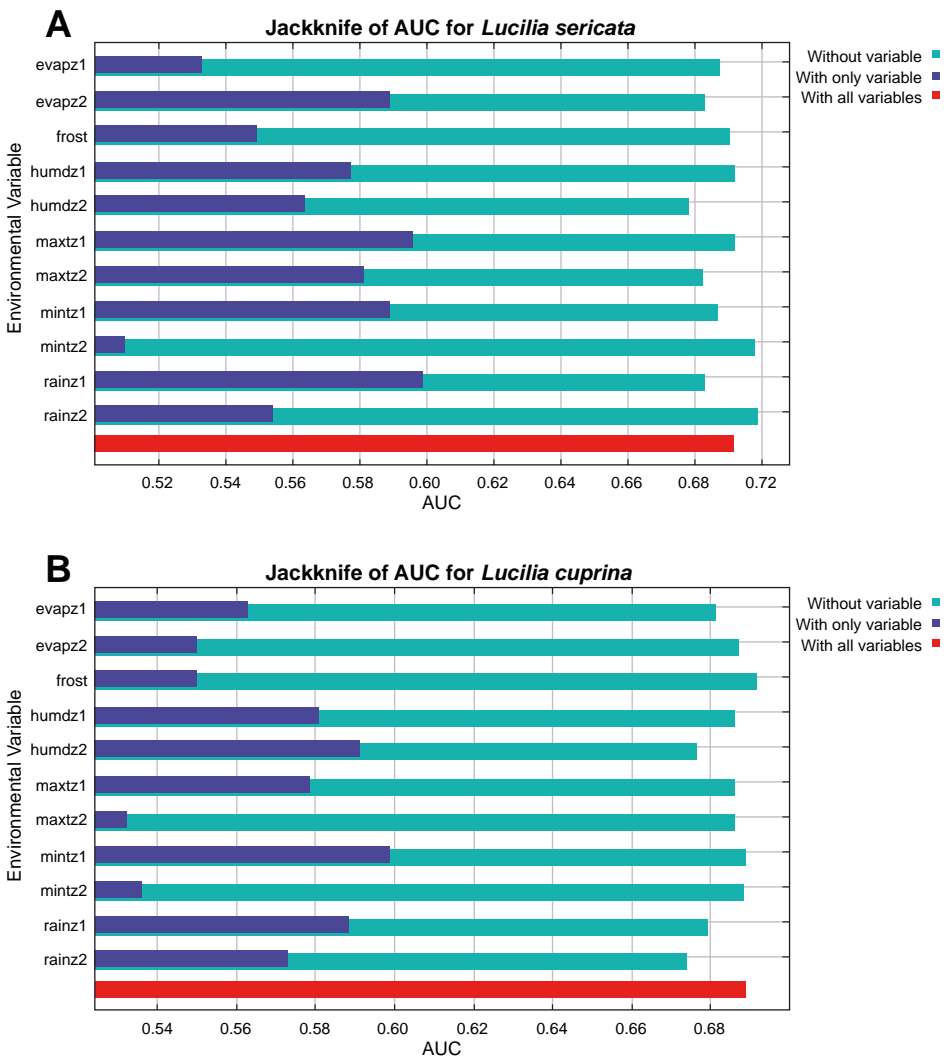 A
Jackknife of AUC for Lucilia sericata
Environmental Variable
evapz1
evapz2
frost
humdz1
humdz2
maxtz1
maxtz2
mintz1
mintz2
rainz1
rainz2
Without variable
With only variable
With all variables
0.52 0.54 0.56 0.58 0.60 0.62 0.64 0.66 0.68 0.72
AUC
B
Jackknife of AUC for Lucilia cuprina
Environmental Variable
evapz1
evapz2
frost
humdz1
humdz2
maxtz1
maxtz2
mintz1
mintz2
rainz1
rainz2
Without variable
With only variable
With all variables
0.54 0.56 0.58 0.60 0.62 0.64 0.66 0.68
AUC